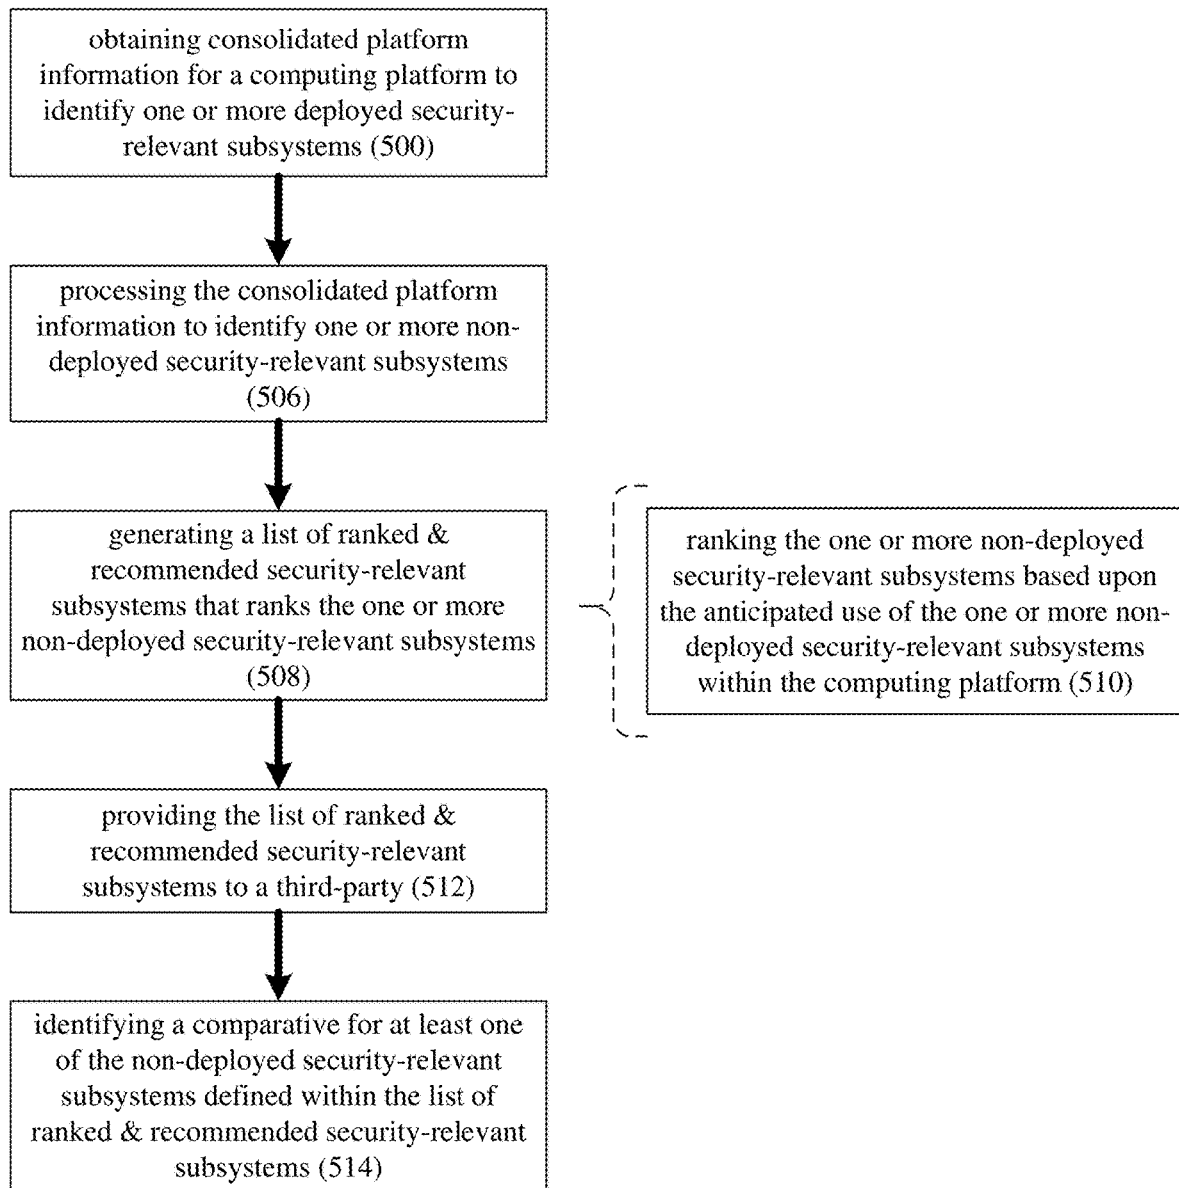 obtaining consolidated platform
information for a computing platform to
identify one or more deployed security-
relevant subsystems (500)
processing the consolidated platform
information to identify one or more non-
deployed security-relevant subsystems
(506)
generating a list of ranked &
recommended security-relevant
subsystems that ranks the one or more
non-deployed security-relevant subsystems
(508)
ranking the one or more non-deployed
security-relevant subsystems based upon
the anticipated use of the one or more non-
deployed security-relevant subsystems
within the computing platform (510)
providing the list of ranked &
recommended security-relevant
subsystems to a third-party (512)
identifying a comparative for at least one
of the non-deployed security-relevant
subsystems defined within the list of
ranked & recommended security-relevant
subsystems (514)